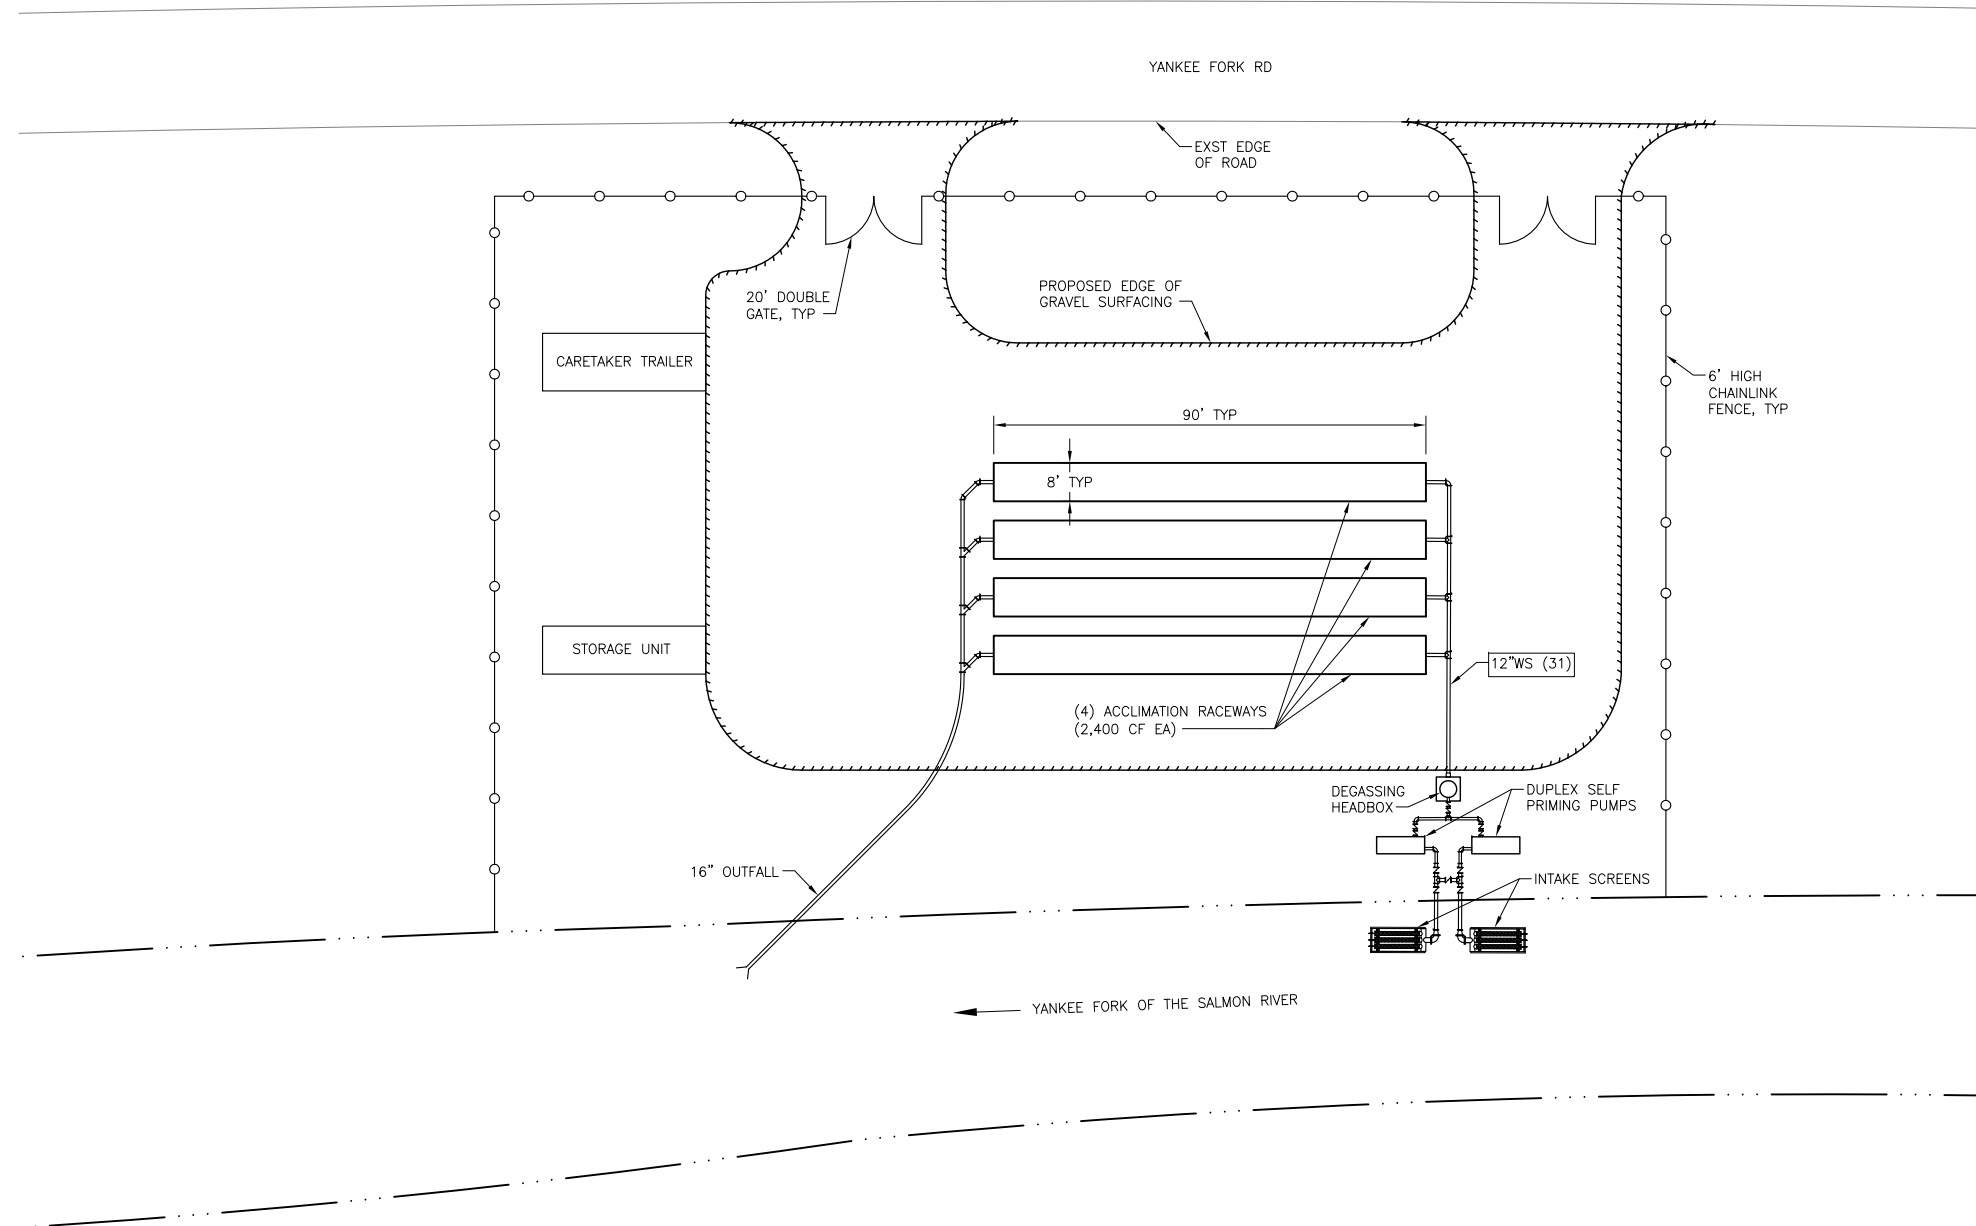 YANKEE FORK RD
EXST EDGE
OF ROAD
20' DOUBLE
GATE, TYP
PROPOSED EDGE OF
GRAVEL SURFACING
CARETAKER TRAILER
6' HIGH
CHAINLINK
FENCE, TYP
90' TYP
8' TYP
STORAGE UNIT
12"WS (31)
(4) ACCLIMATION RACEWAYS
(2,400 CF EA)
DEGASSING
HEADBOX
DUPLEX SELF
PRIMING PUMPS
16" OUTFALL
INTAKE SCREENS
YANKEE FORK OF THE SALMON RIVER